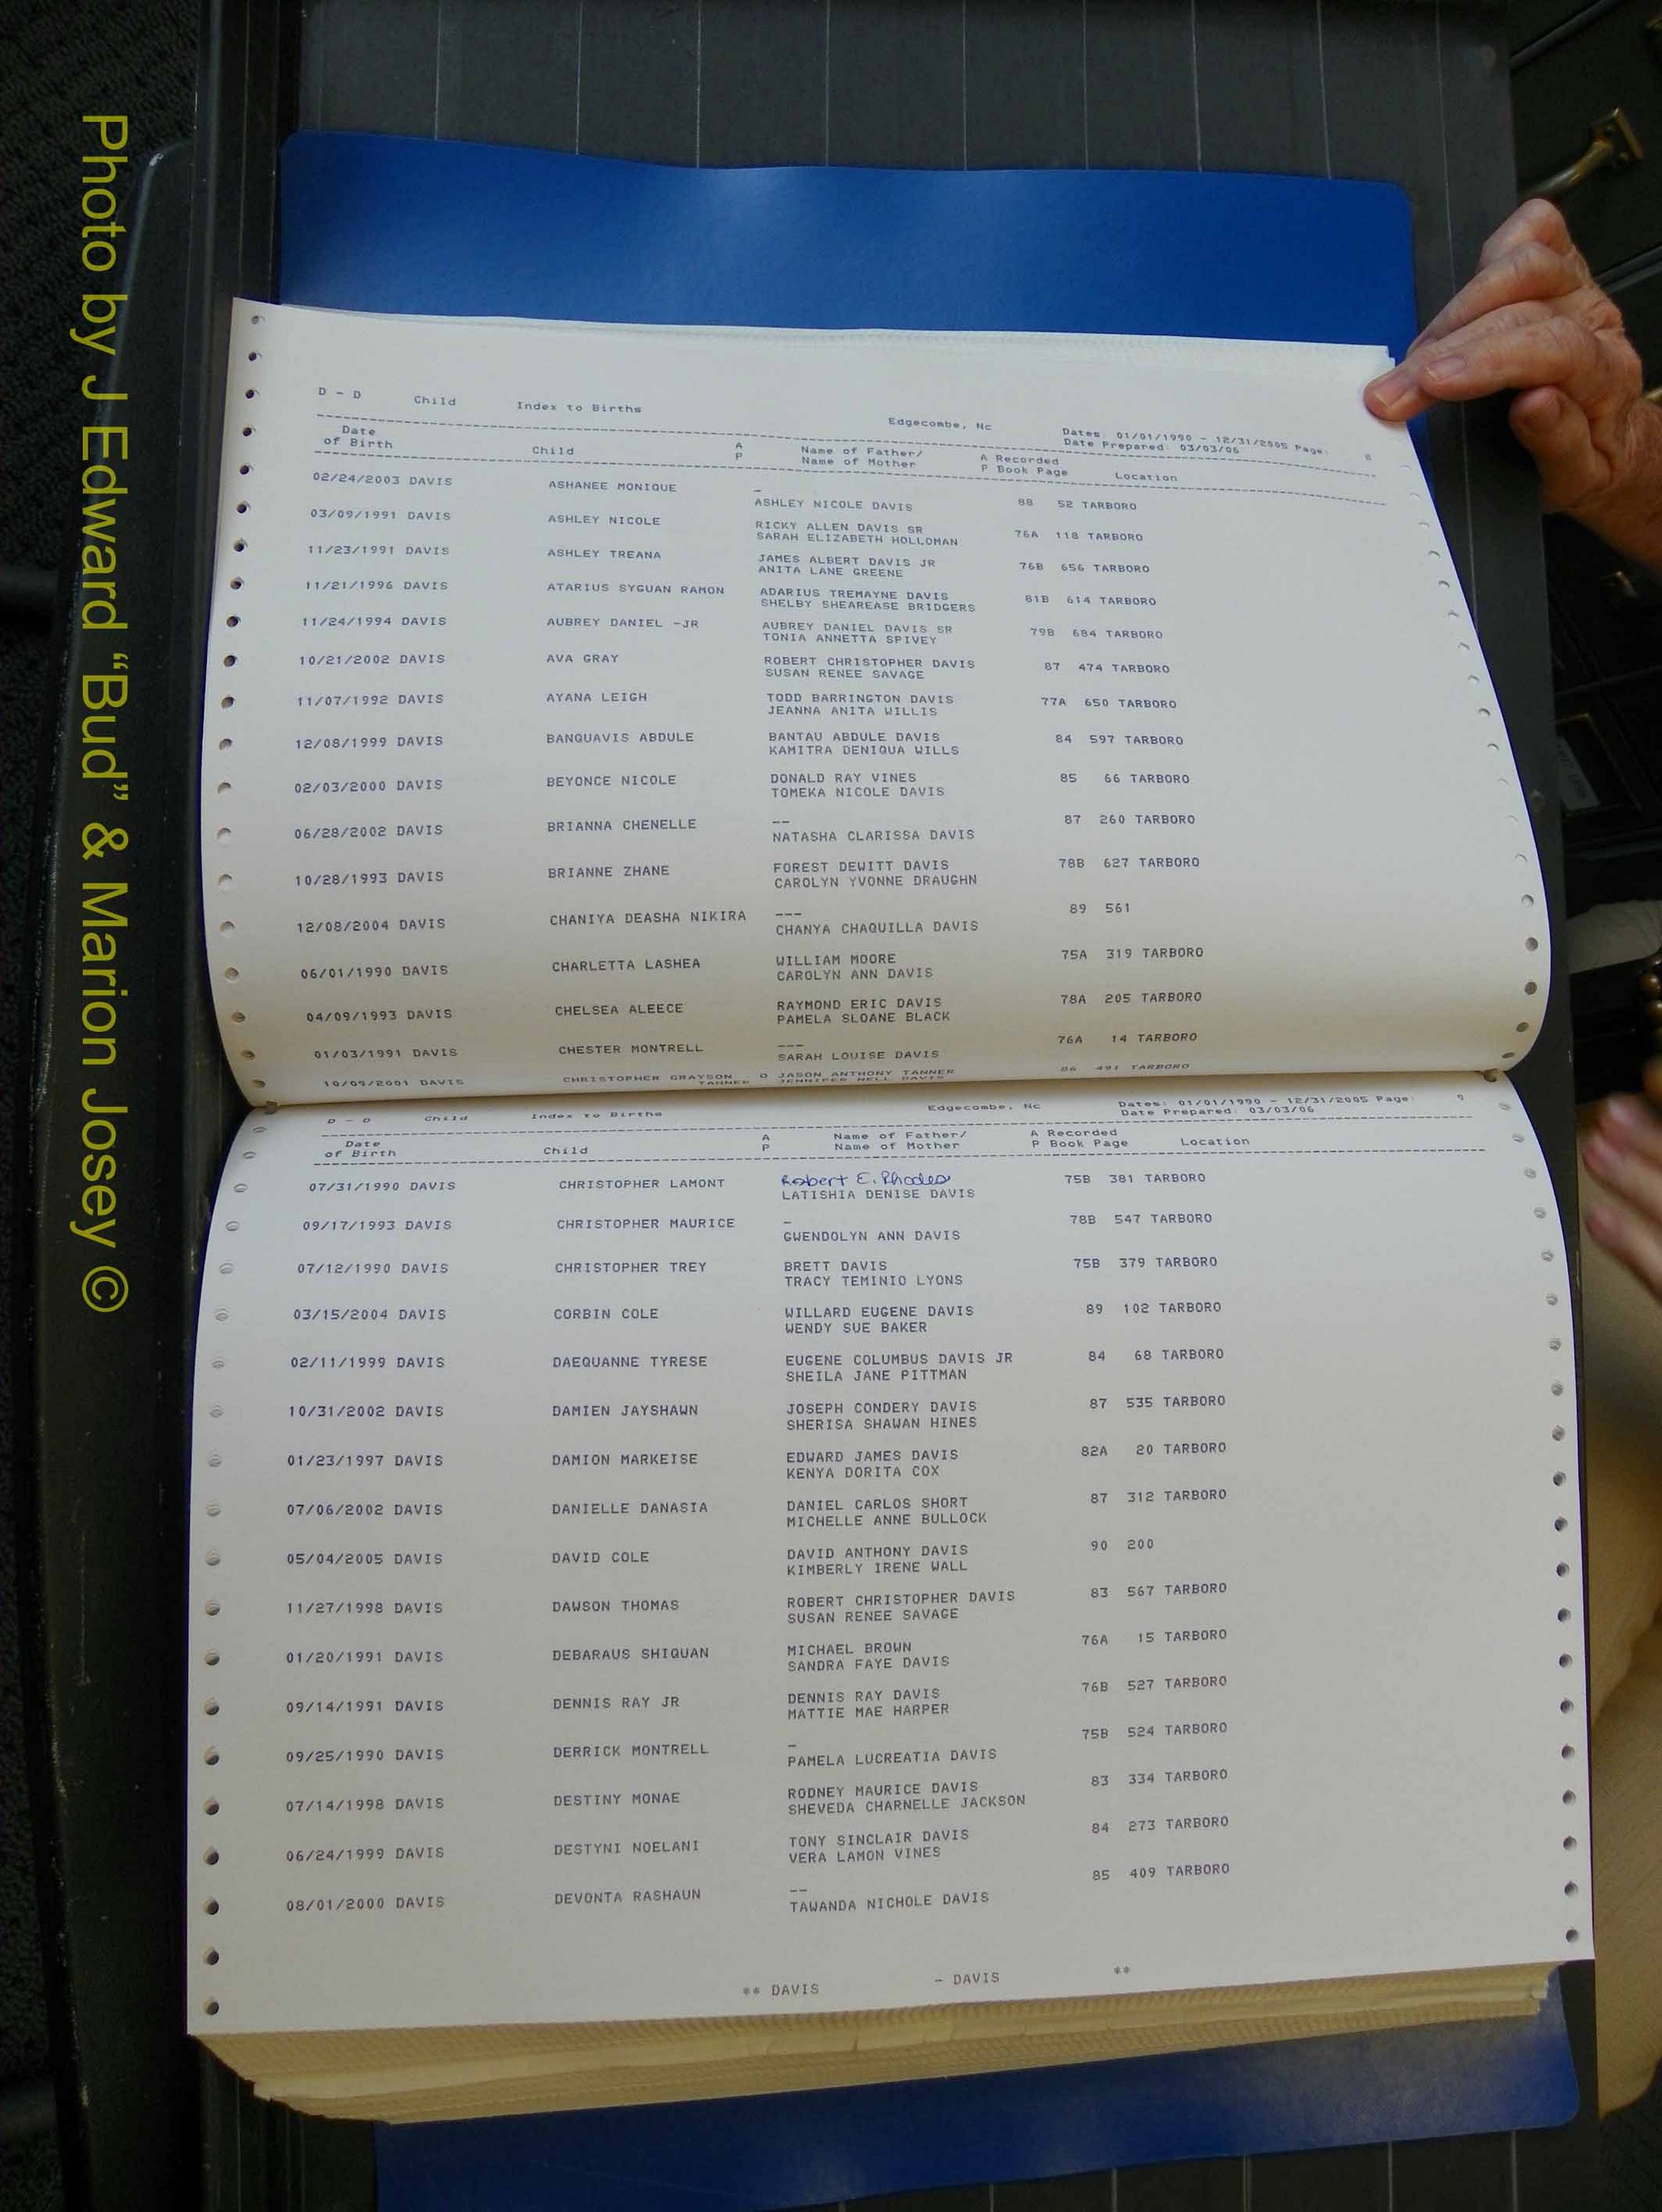 D - D Child Index to Births Edgecombe, Nc Dates: 01/01/1990 - 12/31/2005 Page: 8
Date Prepared: 03/03/06
Date of Birth Child A P Name of Father/ Name of Mother A P Recorded Book Page Location
02/24/2003 DAVIS ASHANEE MONIQUE - 88 52 TARBORO
ASHLEY NICOLE DAVIS
03/09/1991 DAVIS ASHLEY NICOLE RICKY ALLEN DAVIS SR 76A 118 TARBORO
SARAH ELIZABETH HOLLOMAN
11/23/1991 DAVIS ASHLEY TREANA JAMES ALBERT DAVIS JR 76B 656 TARBORO
ANITA LANE GREENE
11/21/1996 DAVIS ATARIUS SYGUAN RAMON ADARIUS TREMAYNE DAVIS 81B 614 TARBORO
SHELBY SHEAREASE BRIDGERS
11/24/1994 DAVIS AUBREY DANIEL -JR AUBREY DANIEL DAVIS SR 79B 684 TARBORO
TONIA ANNETTA SPIVEY
10/21/2002 DAVIS AVA GRAY ROBERT CHRISTOPHER DAVIS 87 474 TARBORO
SUSAN RENEE SAVAGE
11/07/1992 DAVIS AYANA LEIGH TODD BARRINGTON DAVIS 77A 650 TARBORO
JEANNA ANITA WILLIS
12/08/1999 DAVIS BANQUAVIS ABDULE BANTAU ABDULE DAVIS 84 597 TARBORO
KAMITRA DENIQUA WILLS
02/03/2000 DAVIS BEYONCE NICOLE DONALD RAY VINES 85 66 TARBORO
TOMEKA NICOLE DAVIS
06/28/2002 DAVIS BRIANNA CHENELLE -- 87 260 TARBORO
NATASHA CLARISSA DAVIS
10/28/1993 DAVIS BRIANNE ZHANE FOREST DEWITT DAVIS 78B 627 TARBORO
CAROLYN YVONNE DRAUGHN
12/08/2004 DAVIS CHANIYA DEASHA NIKIRA --- 89 561
CHANYA CHAQUILLA DAVIS
06/01/1990 DAVIS CHARLETTA LASHEA WILLIAM MOORE 75A 319 TARBORO
CAROLYN ANN DAVIS
04/09/1993 DAVIS CHELSEA ALEECE RAYMOND ERIC DAVIS 78A 205 TARBORO
PAMELA SLOANE BLACK
01/03/1991 DAVIS CHESTER MONTRELL --- 76A 14 TARBORO
SARAH LOUISE DAVIS
10/09/2001 DAVIS CHRISTOPHER GRAYSON O JASON ANTHONY TANNER 86 491 TARBORO
TANNER JENNIFER NELL DAVIS
D - D Child Index to Births Edgecombe, Nc Dates: 01/01/1990 - 12/31/2005 Page: 9
Date Prepared: 03/03/06
Date of Birth Child A P Name of Father/ Name of Mother A P Recorded Book Page Location
07/31/1990 DAVIS CHRISTOPHER LAMONT Robert E. Rhodes 75B 381 TARBORO
LATISHIA DENISE DAVIS
09/17/1993 DAVIS CHRISTOPHER MAURICE - 78B 547 TARBORO
GWENDOLYN ANN DAVIS
07/12/1990 DAVIS CHRISTOPHER TREY BRETT DAVIS 75B 379 TARBORO
TRACY TEMINIO LYONS
03/15/2004 DAVIS CORBIN COLE WILLARD EUGENE DAVIS 89 102 TARBORO
WENDY SUE BAKER
02/11/1999 DAVIS DAEQUANNE TYRESE EUGENE COLUMBUS DAVIS JR 84 68 TARBORO
SHEILA JANE PITTMAN
10/31/2002 DAVIS DAMIEN JAYSHAWN JOSEPH CONDERY DAVIS 87 535 TARBORO
SHERISA SHAWAN HINES
01/23/1997 DAVIS DAMION MARKEISE EDWARD JAMES DAVIS 82A 20 TARBORO
KENYA DORITA COX
07/06/2002 DAVIS DANIELLE DANASIA DANIEL CARLOS SHORT 87 312 TARBORO
MICHELLE ANNE BULLOCK
05/04/2005 DAVIS DAVID COLE DAVID ANTHONY DAVIS 90 200
KIMBERLY IRENE WALL
11/27/1998 DAVIS DAWSON THOMAS ROBERT CHRISTOPHER DAVIS 83 567 TARBORO
SUSAN RENEE SAVAGE
01/20/1991 DAVIS DEBARAUS SHIQUAN MICHAEL BROWN 76A 15 TARBORO
SANDRA FAYE DAVIS
09/14/1991 DAVIS DENNIS RAY JR DENNIS RAY DAVIS 76B 527 TARBORO
MATTIE MAE HARPER
09/25/1990 DAVIS DERRICK MONTRELL - 75B 524 TARBORO
PAMELA LUCREATIA DAVIS
07/14/1998 DAVIS DESTINY MONAE RODNEY MAURICE DAVIS 83 334 TARBORO
SHEVEDA CHARNELLE JACKSON
06/24/1999 DAVIS DESTYNI NOELANI TONY SINCLAIR DAVIS 84 273 TARBORO
VERA LAMON VINES
08/01/2000 DAVIS DEVONTA RASHAUN -- 85 409 TARBORO
TAWANDA NICHOLE DAVIS
** DAVIS - DAVIS **
Photo by J Edward "Bud" & Marion Josey ©